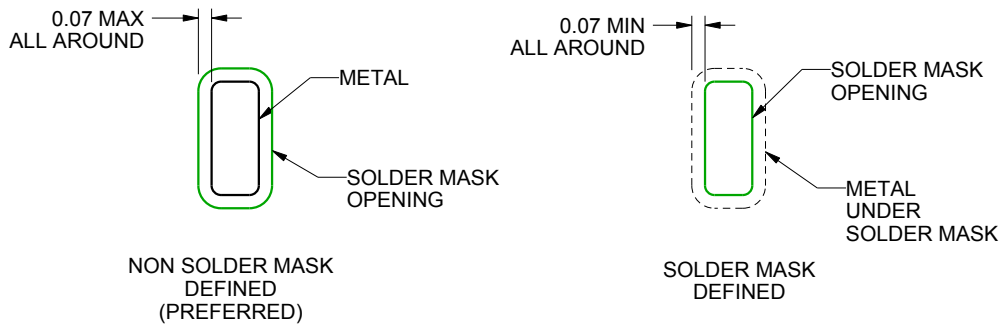 0.07 MAX
ALL AROUND
METAL
SOLDER MASK
OPENING
NON SOLDER MASK
DEFINED
(PREFERRED)
0.07 MIN
ALL AROUND
SOLDER MASK
OPENING
METAL
UNDER
SOLDER MASK
SOLDER MASK
DEFINED